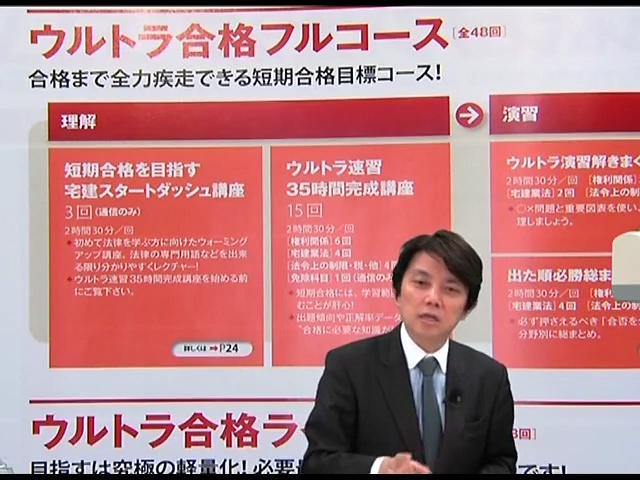 ウルトラ合格フルコース [全48回]
合格まで全力疾走できる短期合格目標コース!
理解
演習
短期合格を目指す
宅建スタートダッシュ講座
3回(通信のみ)
2時間30分/回
初めて法律を学ぶ方に向けたウォーミング
アップ講座。法律の専門用語などを出来
る限り分かりやすくレクチャー!
ウルトラ速習35時間完成講座を始める前
にご覧下さい。
詳しくは➡P24
ウルトラ速習
35時間完成講座
15回
2時間30分/回
[権利関係]6回
[宅建業法]4回
[法令上の制限・税・他]4
[免除科目]1回(通信の
短期合格には、学習範
むことが肝心!
出題傾向や正解率データ
"合格に必要な知識が
ウルトラ演習解きまく
2時間30分/回 [権利関係]
[宅建業法]2回 [法令上の制
○×問題と重要図表を使い、
理しましょう。
出た順必勝総ま
2時間30分/回
[宅建業法]4回 [法令上の制
必ず押さえるべき「合否を
分野別に総まとめ。
ウルトラ合格ラ 回]
目指すは究極の軽量化!必要 です!